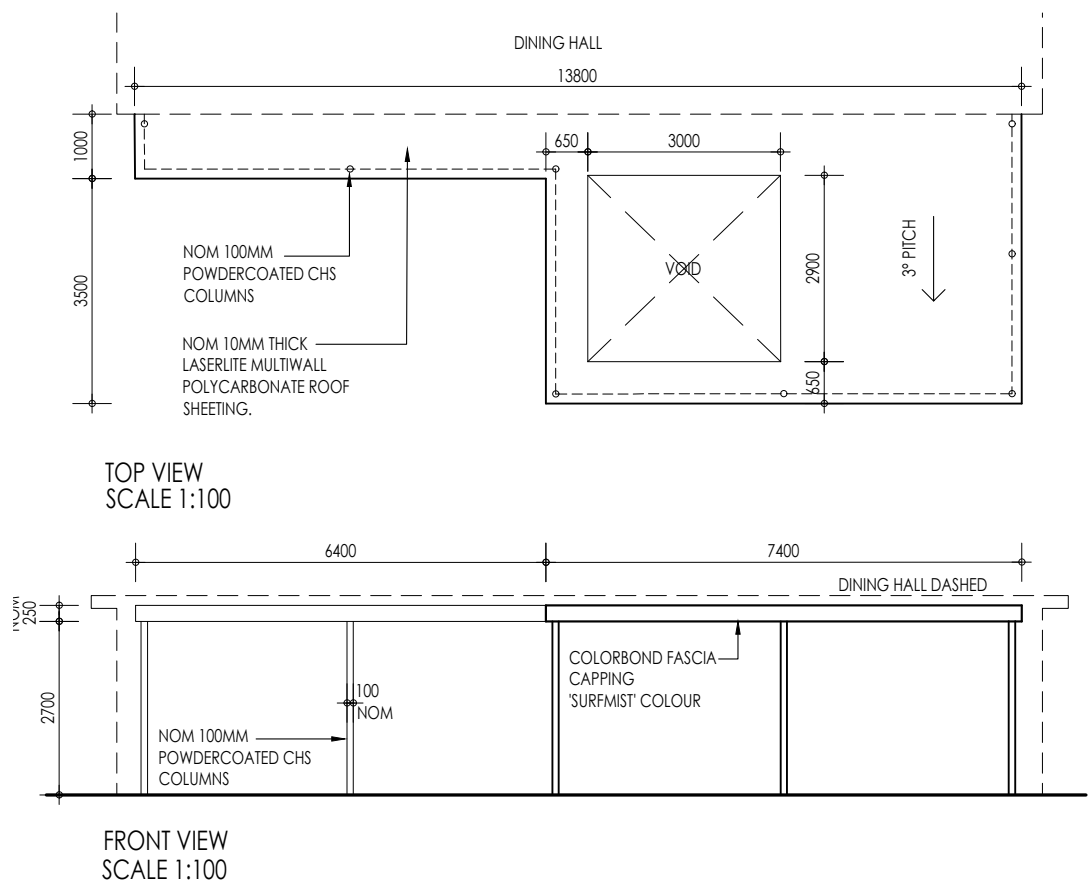 DINING HALL
13800
1000
650
3000
NOM 100MM
POWDERCOATED CHS
COLUMNS
VOID
2900
3º PITCH
3500
NOM 10MM THICK
LASERLITE MULTIWALL
POLYCARBONATE ROOF
SHEETING.
650
TOP VIEW
SCALE 1:100
6400
7400
DINING HALL DASHED
NOM
250
COLORBOND FASCIA
CAPPING
'SURFMIST' COLOUR
100
NOM
2700
NOM 100MM
POWDERCOATED CHS
COLUMNS
FRONT VIEW
SCALE 1:100